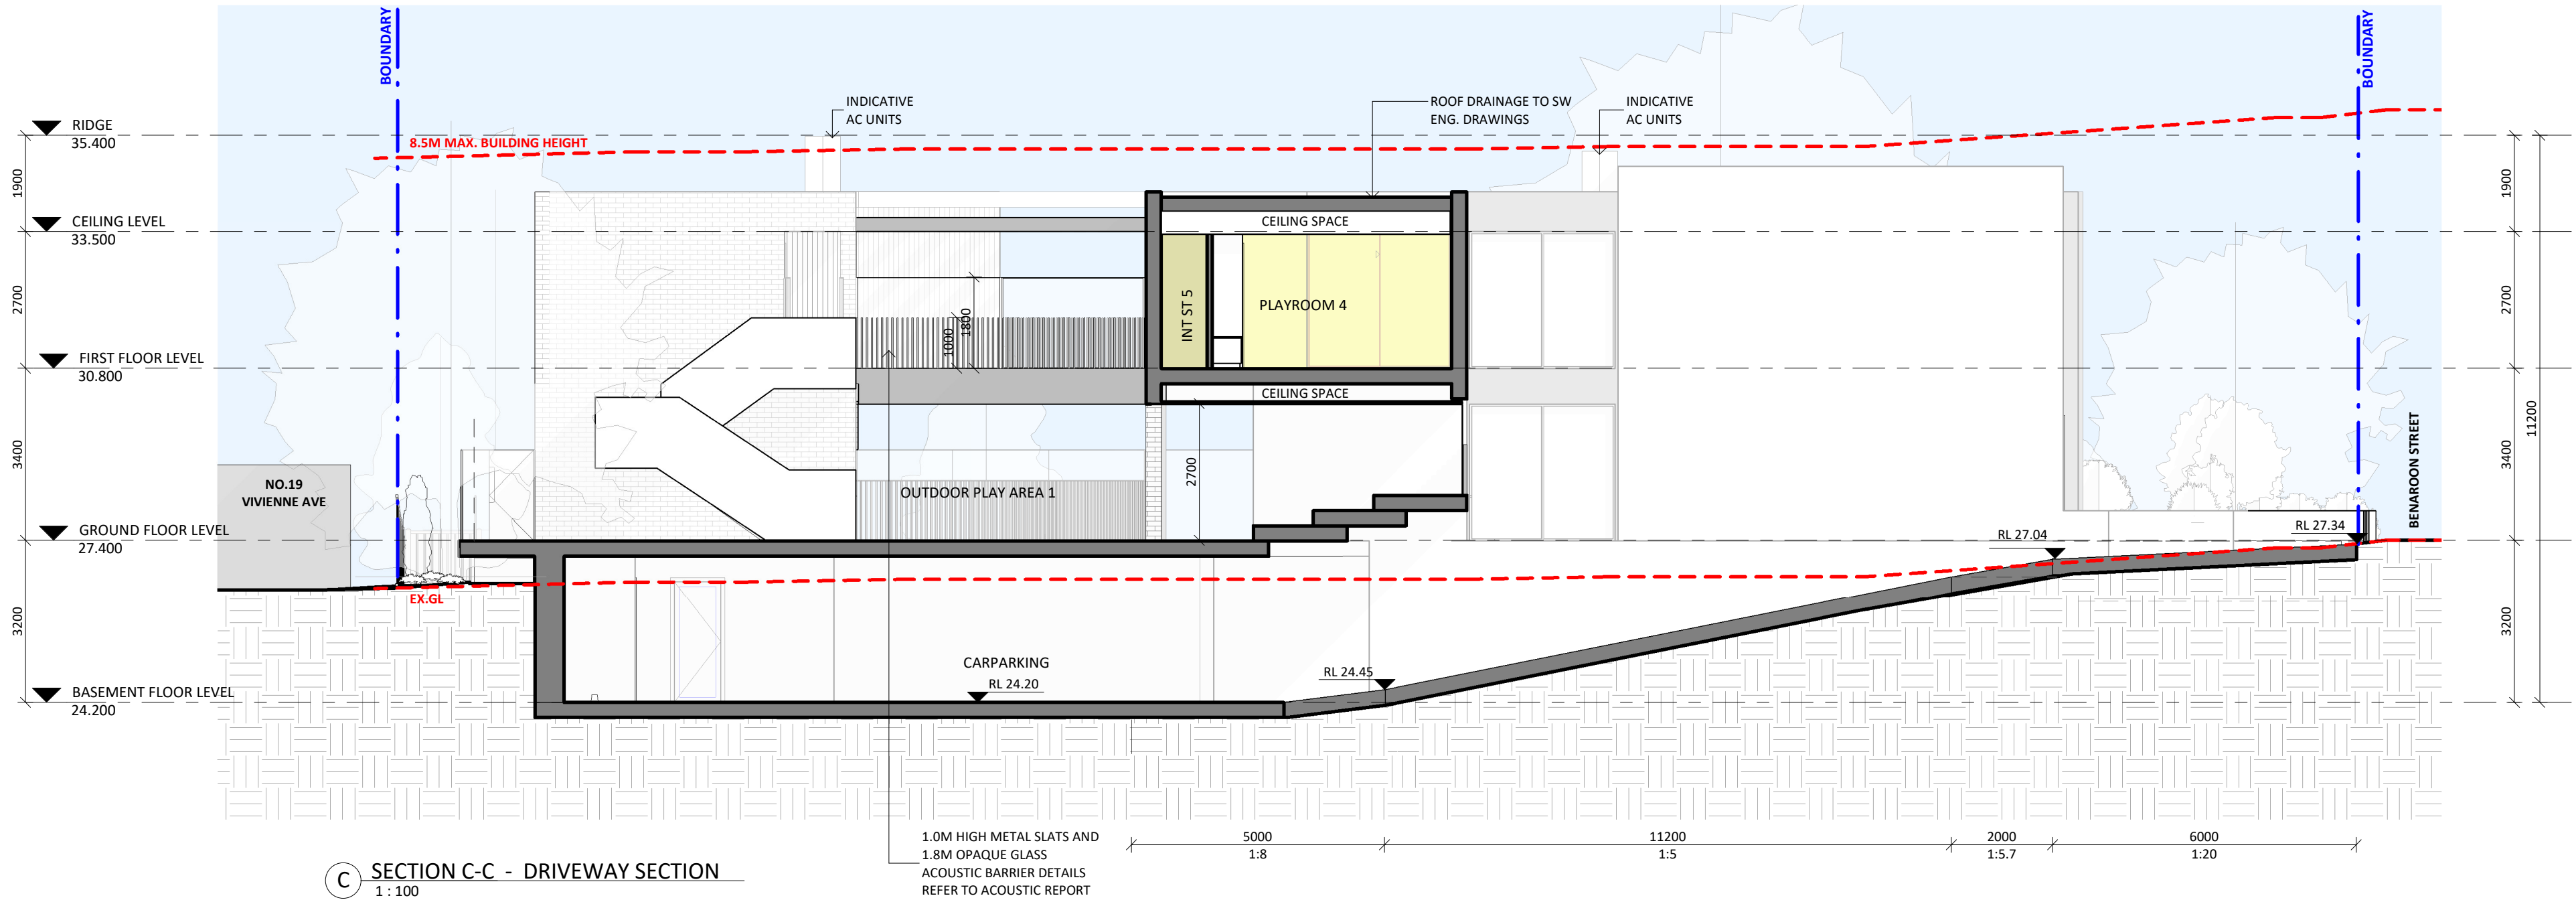 BOUNDARY
BOUNDARY
INDICATIVE
AC UNITS
ROOF DRAINAGE TO SW
ENG. DRAWINGS
INDICATIVE
AC UNITS
RIDGE
35.400
8.5M MAX. BUILDING HEIGHT
1900
1900
CEILING LEVEL
33.500
CEILING SPACE
2700
INT ST 5
PLAYROOM 4
1000
1800
2700
FIRST FLOOR LEVEL
30.800
CEILING SPACE
3400
2700
3400
11200
BENAROON STREET
NO.19
VIVIENNE AVE
OUTDOOR PLAY AREA 1
GROUND FLOOR LEVEL
27.400
RL 27.04
RL 27.34
EX.GL
3200
3200
CARPARKING
RL 24.20
RL 24.45
BASEMENT FLOOR LEVEL
24.200
1.0M HIGH METAL SLATS AND
1.8M OPAQUE GLASS
ACOUSTIC BARRIER DETAILS
REFER TO ACOUSTIC REPORT
5000
1:8
11200
1:5
2000
1:5.7
6000
1:20
C
SECTION C-C - DRIVEWAY SECTION
1 : 100